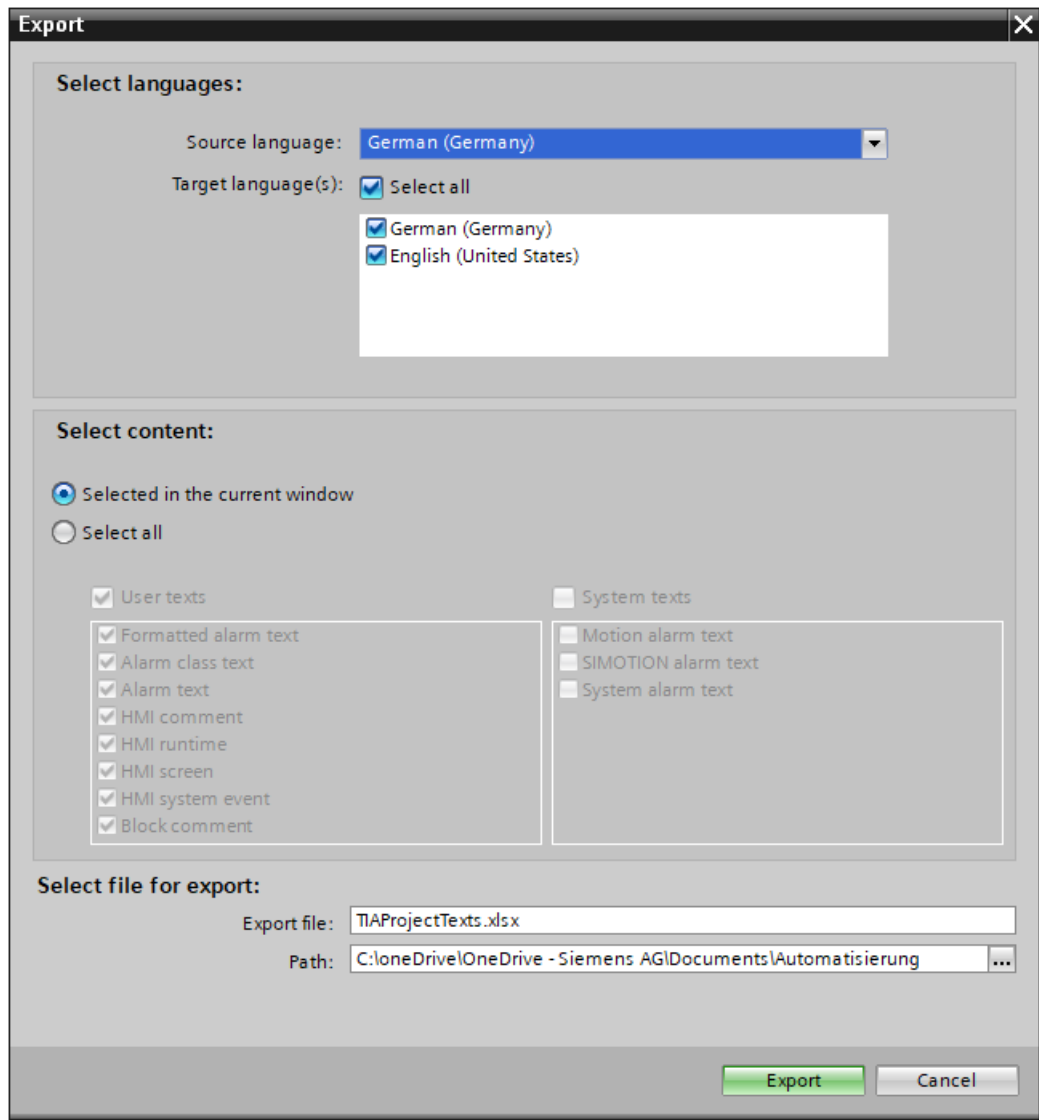 Export
Select languages:
Source language: German (Germany)
Target language(s): Select all
German (Germany)
English (United States)
Select content:
Selected in the current window
Select all
User texts
Formatted alarm text
Alarm class text
Alarm text
HMI comment
HMI runtime
HMI screen
HMI system event
Block comment
System texts
Motion alarm text
SIMOTION alarm text
System alarm text
Select file for export:
Export file: TIAProjectTexts.xlsx
Path: C:\oneDrive\OneDrive - Siemens AG\Documents\Automatisierung ...
Export Cancel